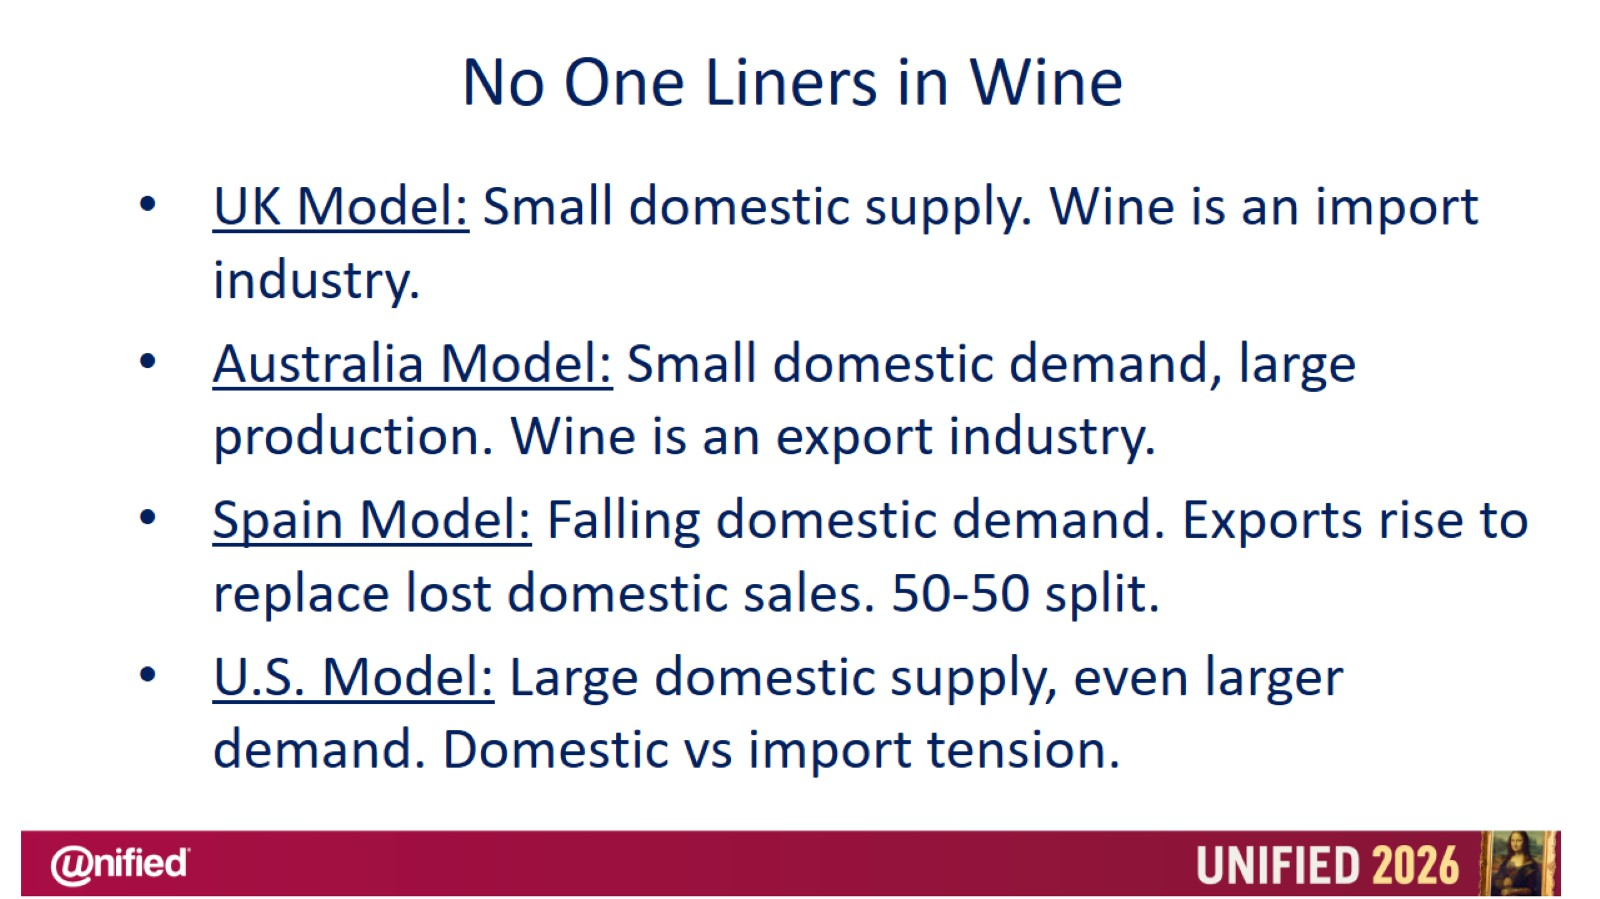 No One Liners in Wine
• UK Model: Small domestic supply. Wine is an import
industry.
• Australia Model: Small domestic demand, large
production. Wine is an export industry.
• Spain Model: Falling domestic demand. Exports rise to
replace lost domestic sales. 50-50 split.
• U.S. Model: Large domestic supply, even larger
demand. Domestic vs import tension.
@unified
UNIFIED 2026